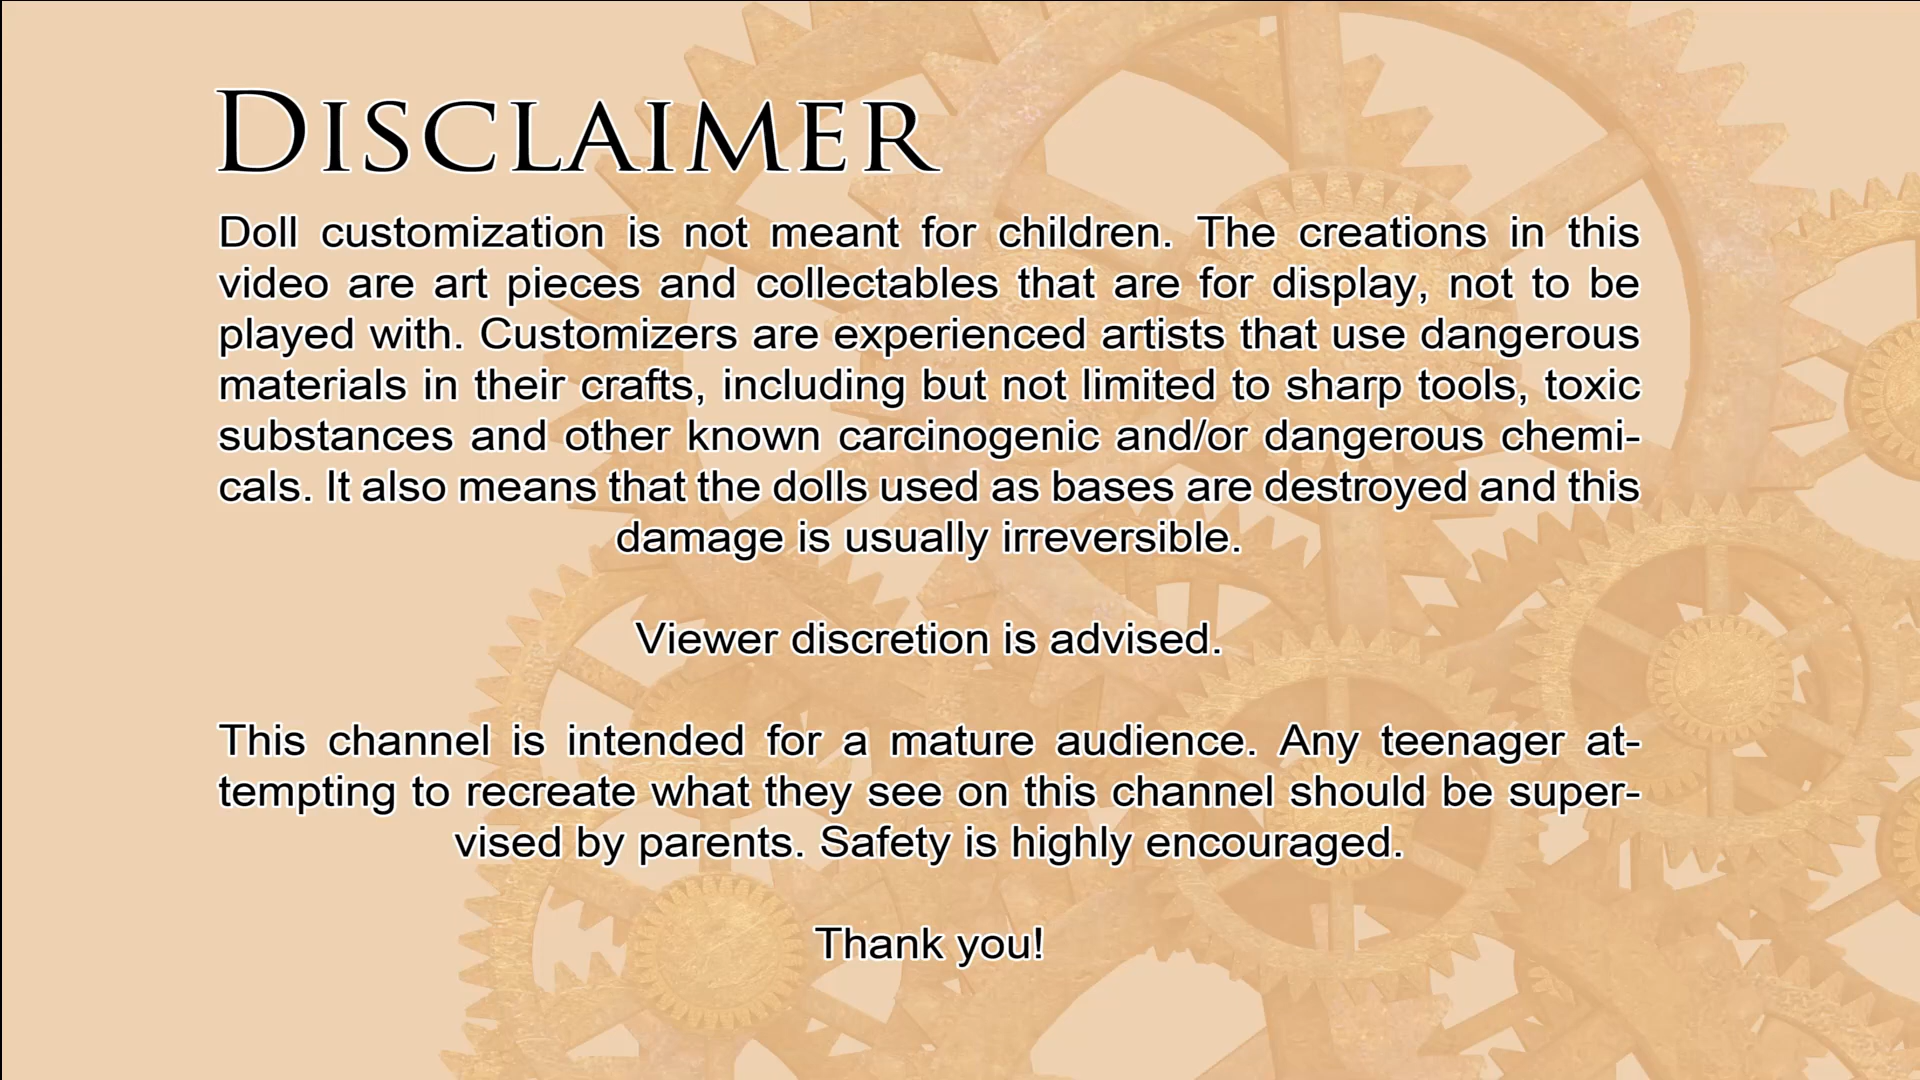 DISCLAIMER
Doll customization is not meant for children. The creations in this
video are art pieces and collectables that are for display, not to be
played with. Customizers are experienced artists that use dangerous
materials in their crafts, including but not limited to sharp tools, toxic
substances and other known carcinogenic and/or dangerous chemi-
cals. It also means that the dolls used as bases are destroyed and this
damage is usually irreversible.
Viewer discretion is advised.
This channel is intended for a mature audience. Any teenager at-
tempting to recreate what they see on this channel should be super-
vised by parents. Safety is highly encouraged.
Thank you!